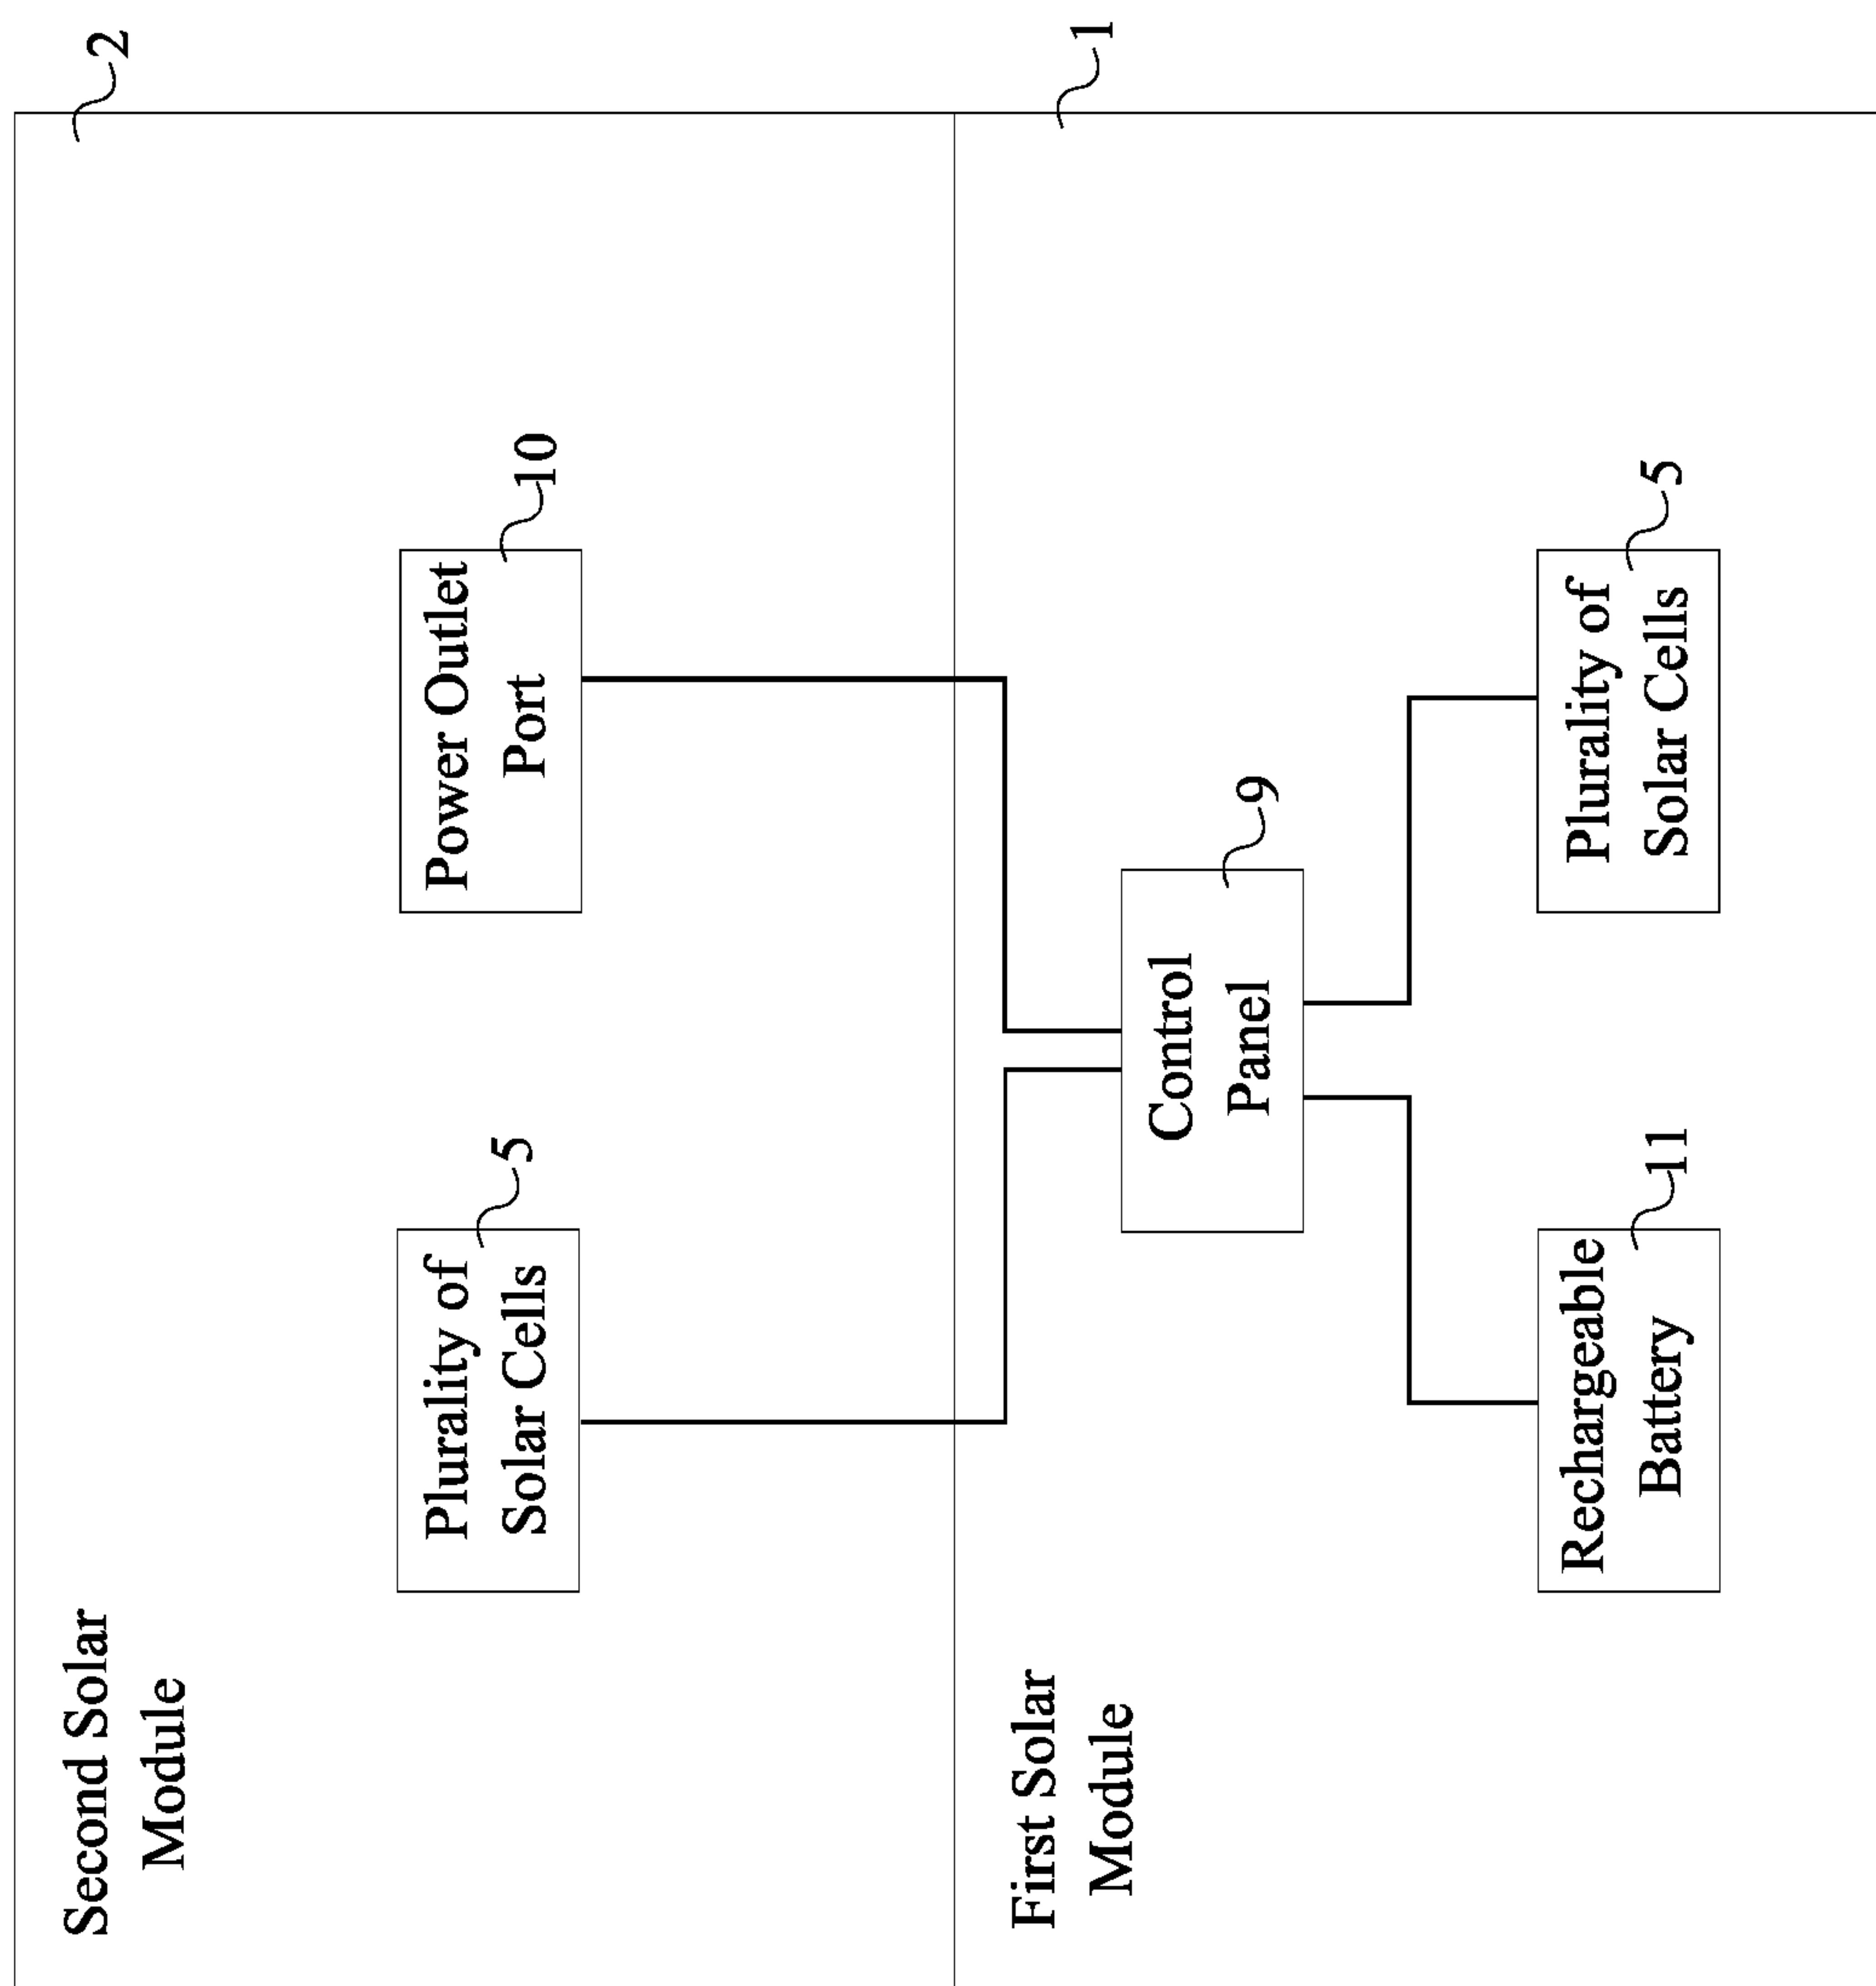 Second Solar
Module
2
Plurality of
Solar Cells
5
Power Outlet
Port
10
First Solar
Module
1
Control
Panel
9
Rechargeable
Battery
11
Plurality of
Solar Cells
5